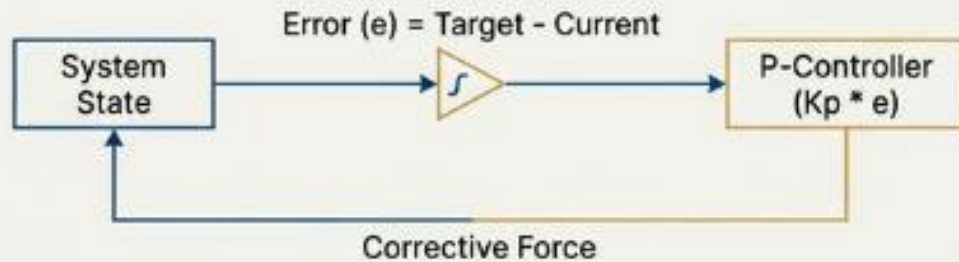 Error (e) = Target - Current
System
State
∫
P-Controller
(Kp * e)
Corrective Force